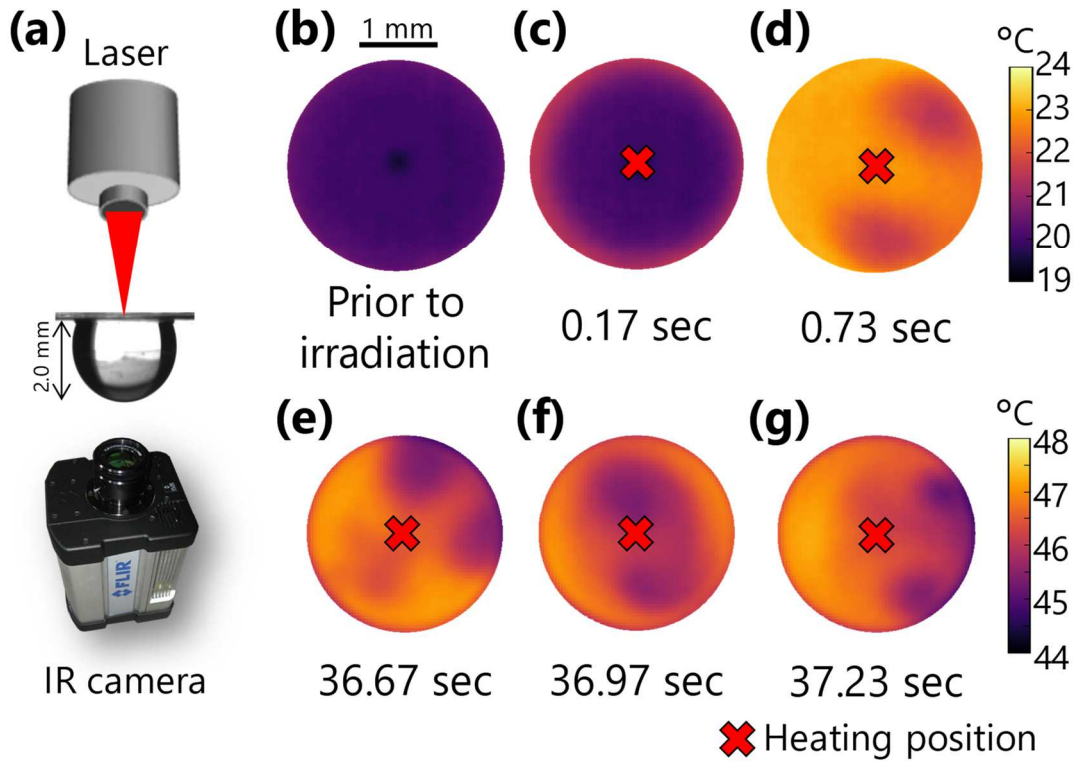 (a)
Laser
2.0 mm
FLIR
IR camera
(b)
1 mm
Prior to
irradiation
(c)
0.17 sec
(d)
0.73 sec
°C
24
23
22
21
20
19
(e)
36.67 sec
(f)
36.97 sec
(g)
37.23 sec
°C
48
47
46
45
44
Heating position